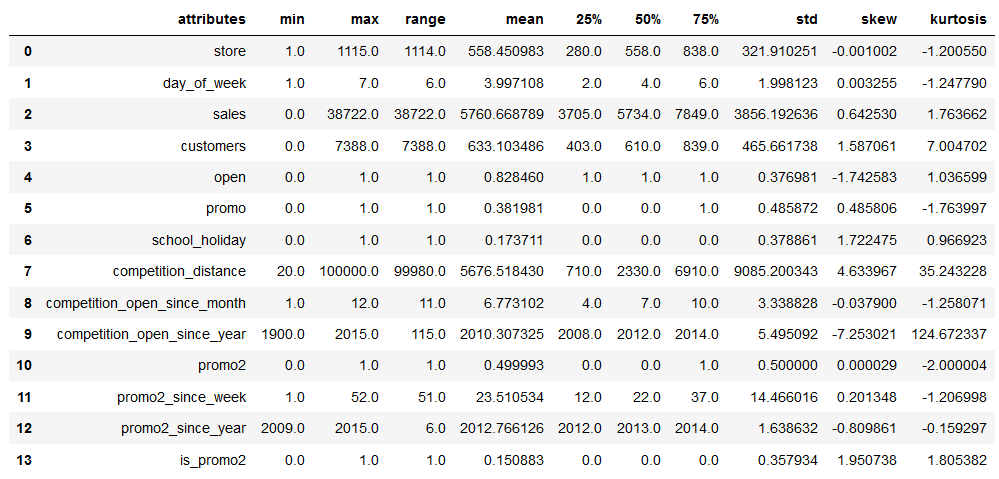 attributes min max range mean 25% 50% 75% std skew kurtosis
0 store 1.0 1115.0 1114.0 558.450983 280.0 558.0 838.0 321.910251 -0.001002 -1.200550
1 day_of_week 1.0 7.0 6.0 3.997108 2.0 4.0 6.0 1.998123 0.003255 -1.247790
2 sales 0.0 38722.0 38722.0 5760.668789 3705.0 5734.0 7849.0 3856.192636 0.642530 1.763662
3 customers 0.0 7388.0 7388.0 633.103486 403.0 610.0 839.0 465.661738 1.587061 7.004702
4 open 0.0 1.0 1.0 0.828460 1.0 1.0 1.0 0.376981 -1.742583 1.036599
5 promo 0.0 1.0 1.0 0.381981 0.0 0.0 1.0 0.485872 0.485806 -1.763997
6 school_holiday 0.0 1.0 1.0 0.173711 0.0 0.0 0.0 0.378861 1.722475 0.966923
7 competition_distance 20.0 100000.0 99980.0 5676.518430 710.0 2330.0 6910.0 9085.200343 4.633967 35.243228
8 competition_open_since_month 1.0 12.0 11.0 6.773102 4.0 7.0 10.0 3.338828 -0.037900 -1.258071
9 competition_open_since_year 1900.0 2015.0 115.0 2010.307325 2008.0 2012.0 2014.0 5.495092 -7.253021 124.672337
10 promo2 0.0 1.0 1.0 0.499993 0.0 0.0 1.0 0.500000 0.000029 -2.000004
11 promo2_since_week 1.0 52.0 51.0 23.510534 12.0 22.0 37.0 14.466016 0.201348 -1.206998
12 promo2_since_year 2009.0 2015.0 6.0 2012.766126 2012.0 2013.0 2014.0 1.638632 -0.809861 -0.159297
13 is_promo2 0.0 1.0 1.0 0.150883 0.0 0.0 0.0 0.357934 1.950738 1.805382